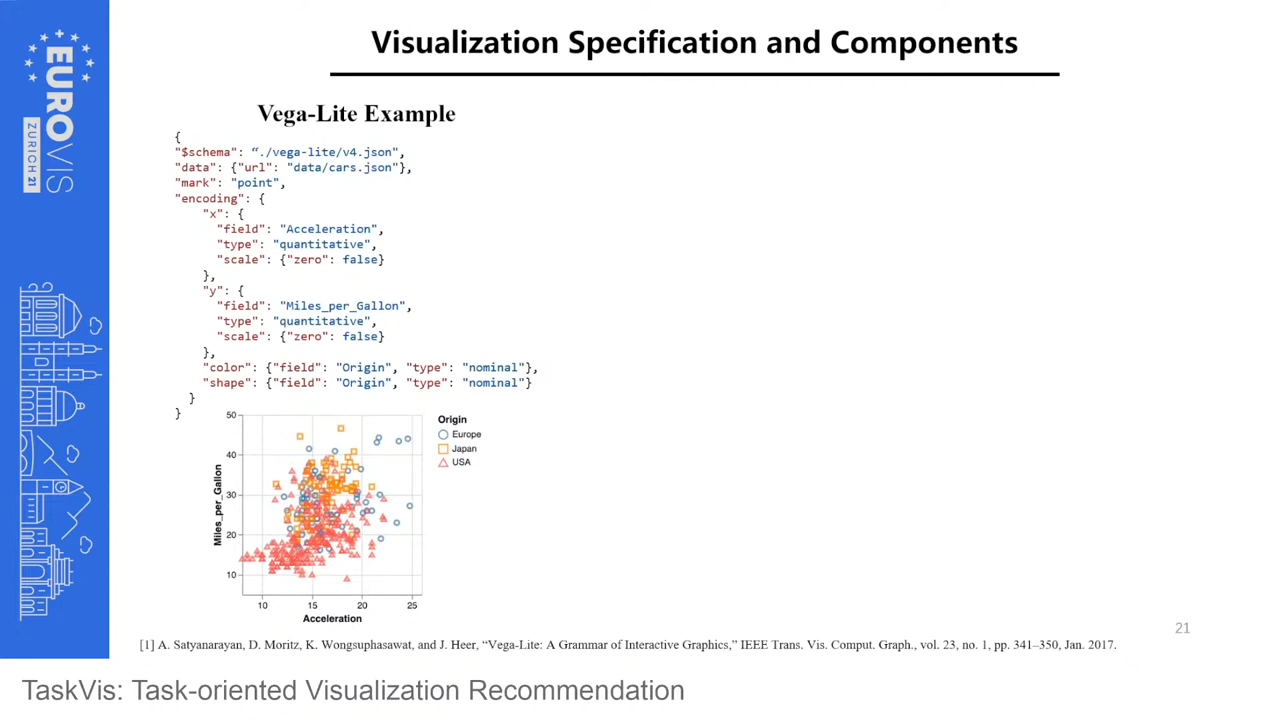 Visualization Specification and Components
EUROVIS
ZURICH 21
Vega-Lite Example
{
"$schema": “./vega-lite/v4.json",
"data": {"url": "data/cars.json"},
"mark": "point",
"encoding": {
"x": {
"field": "Acceleration",
"type": "quantitative",
"scale": {"zero": false}
},
"y": {
"field": "Miles_per_Gallon",
"type": "quantitative",
"scale": {"zero": false}
},
"color": {"field": "Origin", "type": "nominal"},
"shape": {"field": "Origin", "type": "nominal"}
}
}
50
40
30
20
10
Miles_per_Gallon
10 15 20 25
Acceleration
Origin
Europe
Japan
USA
21
[1] A. Satyanarayan, D. Moritz, K. Wongsuphasawat, and J. Heer, “Vega-Lite: A Grammar of Interactive Graphics,” IEEE Trans. Vis. Comput. Graph., vol. 23, no. 1, pp. 341–350, Jan. 2017.
TaskVis: Task-oriented Visualization Recommendation